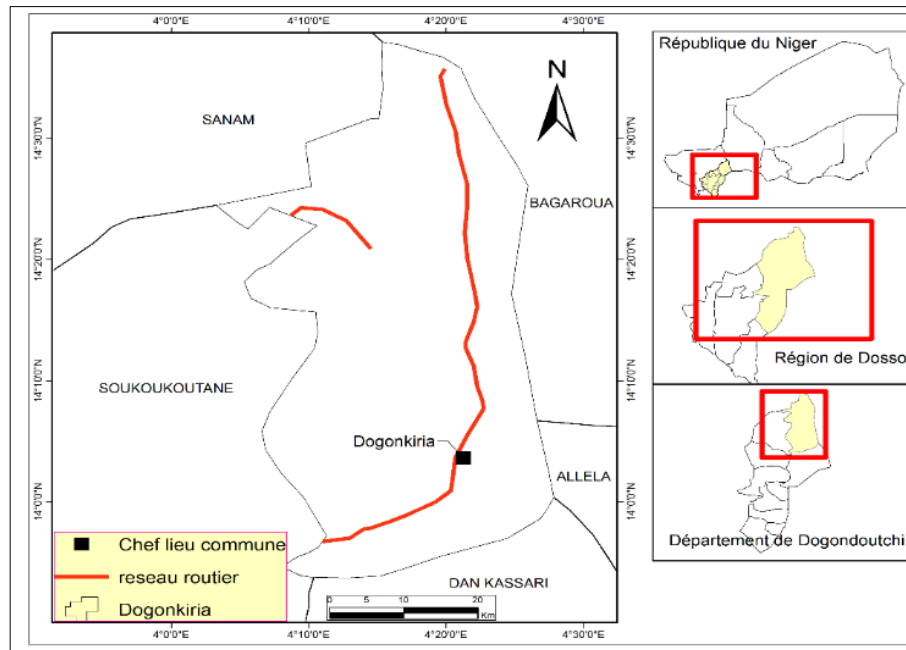 4°0'0"E 4°10'0"E 4°20'0"E 4°30'0"E
N
SANAM
BAGAROUA
SOUKOUKOUTANE
Dogonkiria
ALLELA
DAN KASSARI
14°30'0"N
14°20'0"N
14°10'0"N
14°0'0"N
14°30'0"N
14°20'0"N
14°10'0"N
14°0'0"N
Chef lieu commune
reseau routier
Dogonkiria
0 5 10 20
Km
4°0'0"E 4°10'0"E 4°20'0"E 4°30'0"E
République du Niger
Région de Dosso
Département de Dogondoutchi